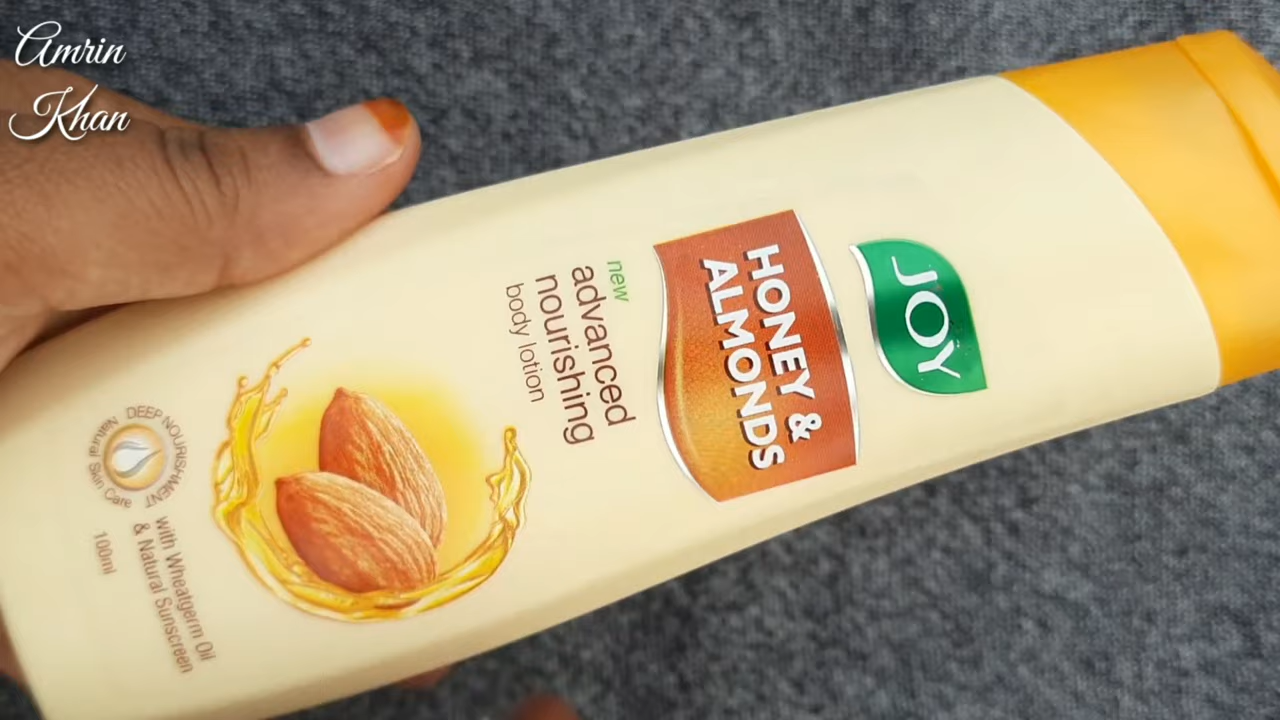 Amrin
Khan
JOY
HONEY &
ALMONDS
new
advanced
nourishing
body lotion
DEEP NOURISHMENT
Natural Skin Care
with Wheatgerm Oil
& Natural Sunscreen
100ml